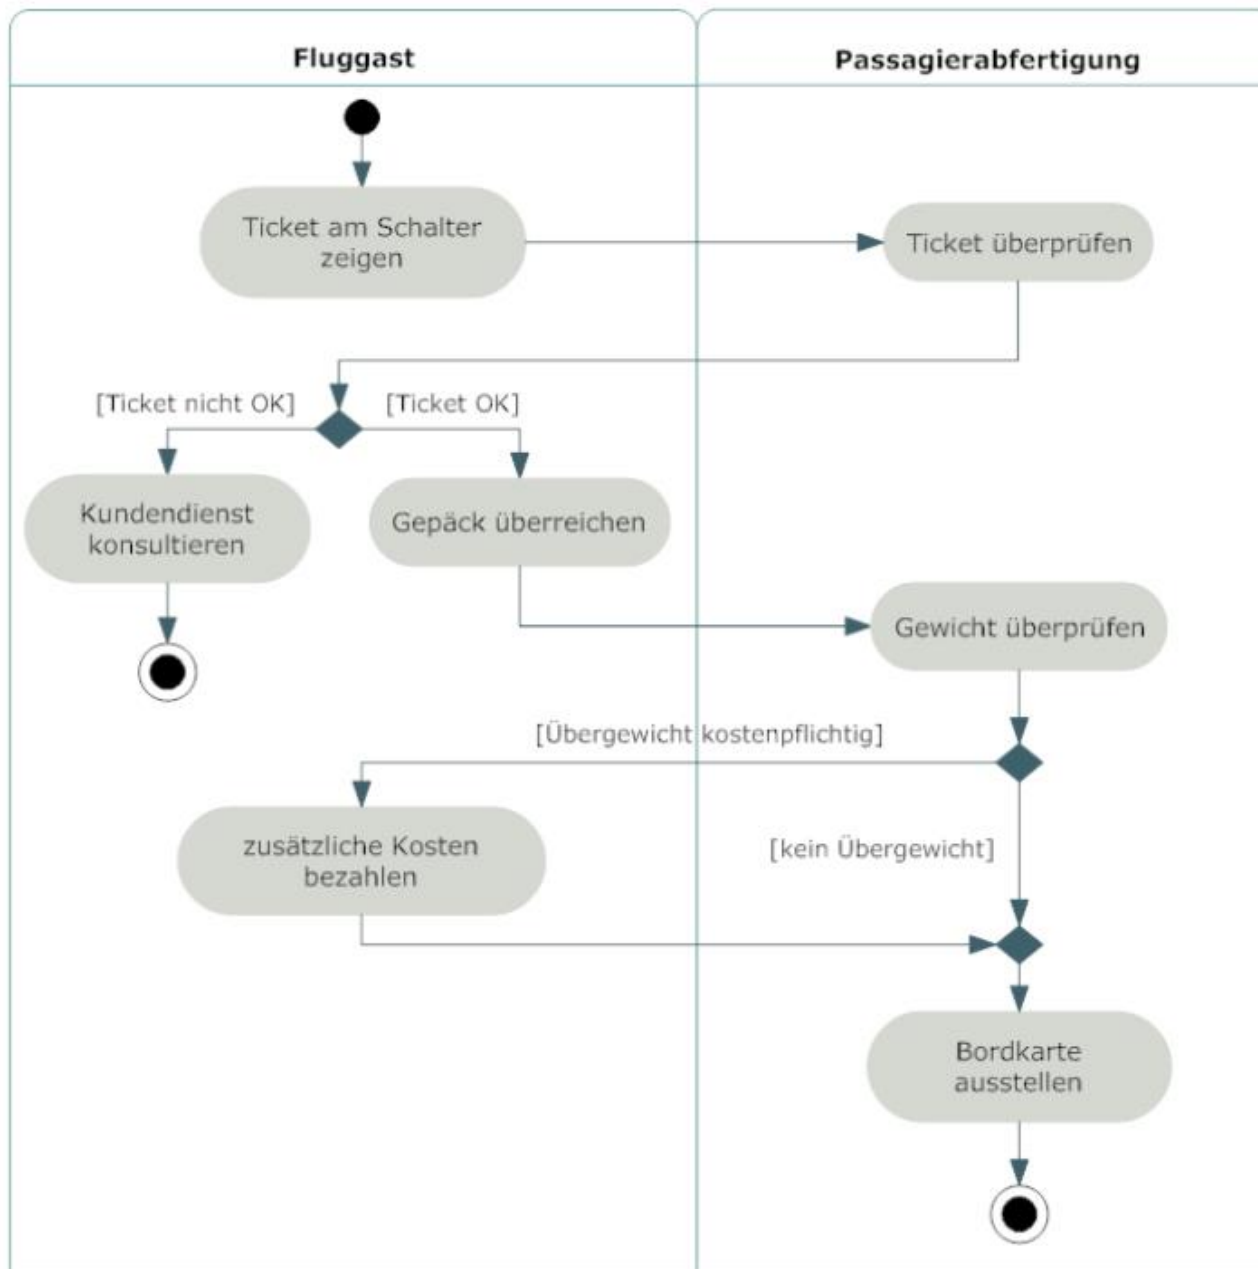 Fluggast
Passagierabfertigung
Ticket am Schalter
zeigen
Ticket überprüfen
[Ticket nicht OK]
[Ticket OK]
Kundendienst
konsultieren
Gepäck überreichen
Gewicht überprüfen
[Übergewicht kostenpflichtig]
zusätzliche Kosten
bezahlen
[kein Übergewicht]
Bordkarte
ausstellen